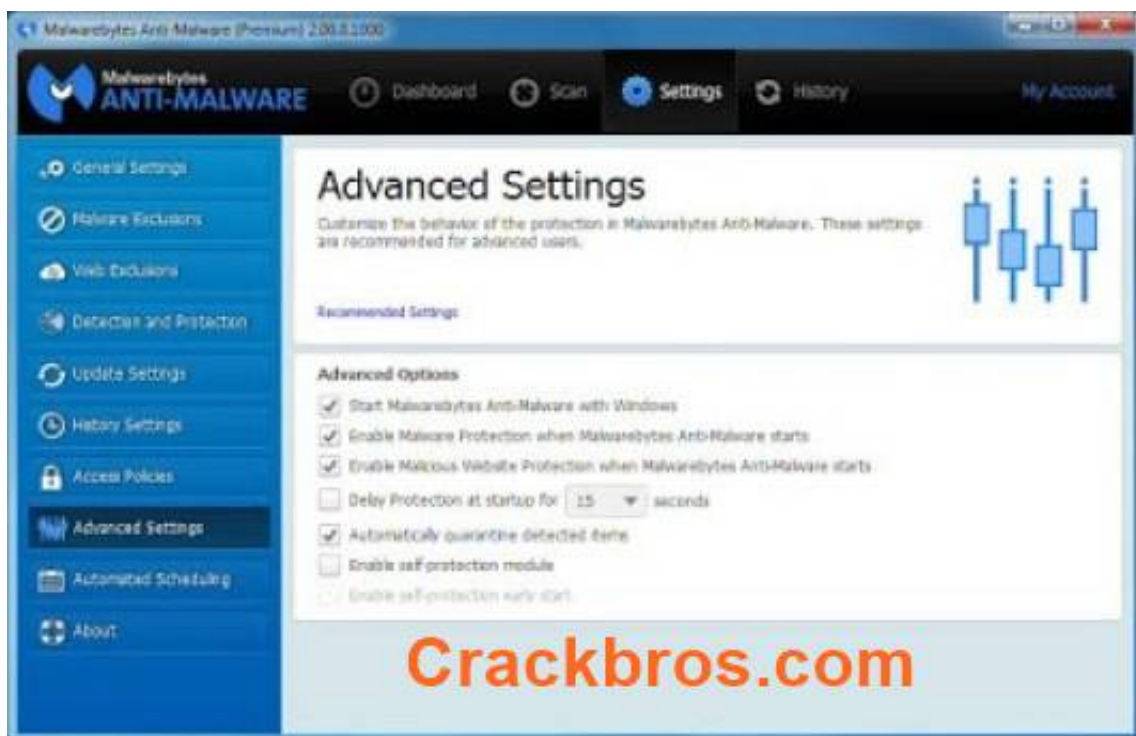 Malwarebytes Anti-Malware (Premium) 2.00.0.1000
Malwarebytes
ANTI-MALWARE
Dashboard
Scan
Settings
History
My Account
General Settings
Malware Exclusions
Web Exclusions
Detection and Protection
Update Settings
History Settings
Access Policies
Advanced Settings
Automated Scheduling
About
Advanced Settings
Customize the behavior of the protection in Malwarebytes Anti-Malware. These settings
are recommended for advanced users.
Recommended Settings
Advanced Options
Start Malwarebytes Anti-Malware with Windows
Enable Malware Protection when Malwarebytes Anti-Malware starts
Enable Malicious Website Protection when Malwarebytes Anti-Malware starts
Delay Protection at startup for 15 seconds
Automatically quarantine detected items
Enable self-protection module
Enable self-protection early start
Crackbros.com